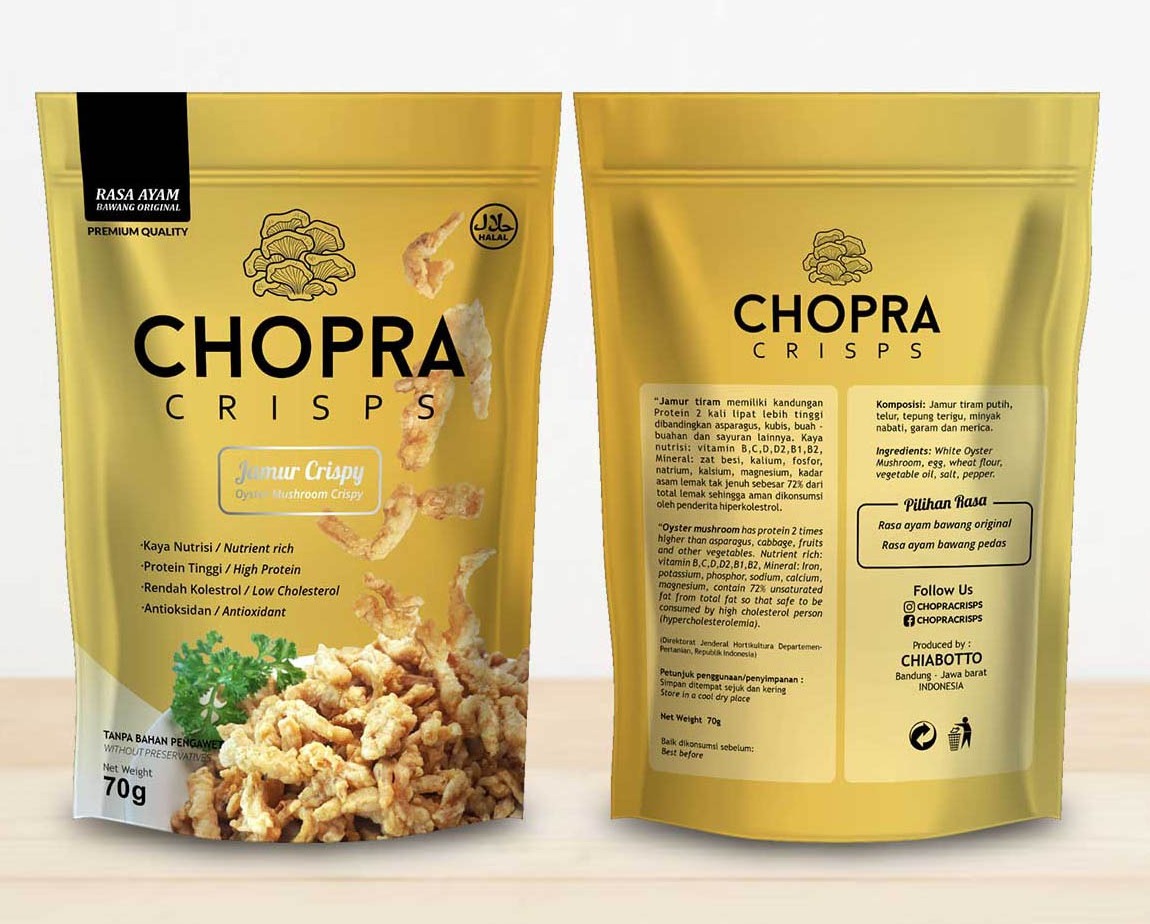 RASA AYAM
BAWANG ORIGINAL
PREMIUM QUALITY
حلال
HALAL
CHOPRA
CRISPS
Jamur Crispy
Oyster Mushroom Crispy
·Kaya Nutrisi / Nutrient rich
·Protein Tinggi / High Protein
·Rendah Kolestrol / Low Cholesterol
·Antioksidan / Antioxidant
TANPA BAHAN PENGAWET
WITHOUT PRESERVATIVES
Net Weight
70g
CHOPRA
CRISPS
“Jamur tiram memiliki kandungan
Protein 2 kali lipat lebih tinggi
dibandingkan asparagus, kubis, buah -
buahan dan sayuran lainnya. Kaya
nutrisi: vitamin B,C,D,D2,B1,B2,
Mineral: zat besi, kalium, fosfor,
natrium, kalsium, magnesium, kadar
asam lemak tak jenuh sebesar 72% dari
total lemak sehingga aman dikonsumsi
oleh penderita hiperkolestrol.
“Oyster mushroom has protein 2 times
higher than asparagus, cabbage, fruits
and other vegetables. Nutrient rich:
vitamin B,C,D,D2,B1,B2, Mineral: Iron,
potassium, phosphor, sodium, calcium,
magnesium, contain 72% unsaturated
fat from total fat so that safe to be
consumed by high cholesterol person
(hypercholesterolemia).
(Direktorat Jenderal Hortikultura Departemen-
Pertanian, Republik Indonesia)
Petunjuk penggunaan/penyimpanan :
Simpan ditempat sejuk dan kering
Store in a cool dry place
Net Weight 70g
Baik dikonsumsi sebelum:
Best before
Komposisi: Jamur tiram putih,
telur, tepung terigu, minyak
nabati, garam dan merica.
Ingredients: White Oyster
Mushroom, egg, wheat flour,
vegetable oil, salt, pepper.
Pilihan Rasa
Rasa ayam bawang original
Rasa ayam bawang pedas
Follow Us
CHOPRACRISPS
CHOPRACRISPS
Produced by :
CHIABOTTO
Bandung - Jawa barat
INDONESIA